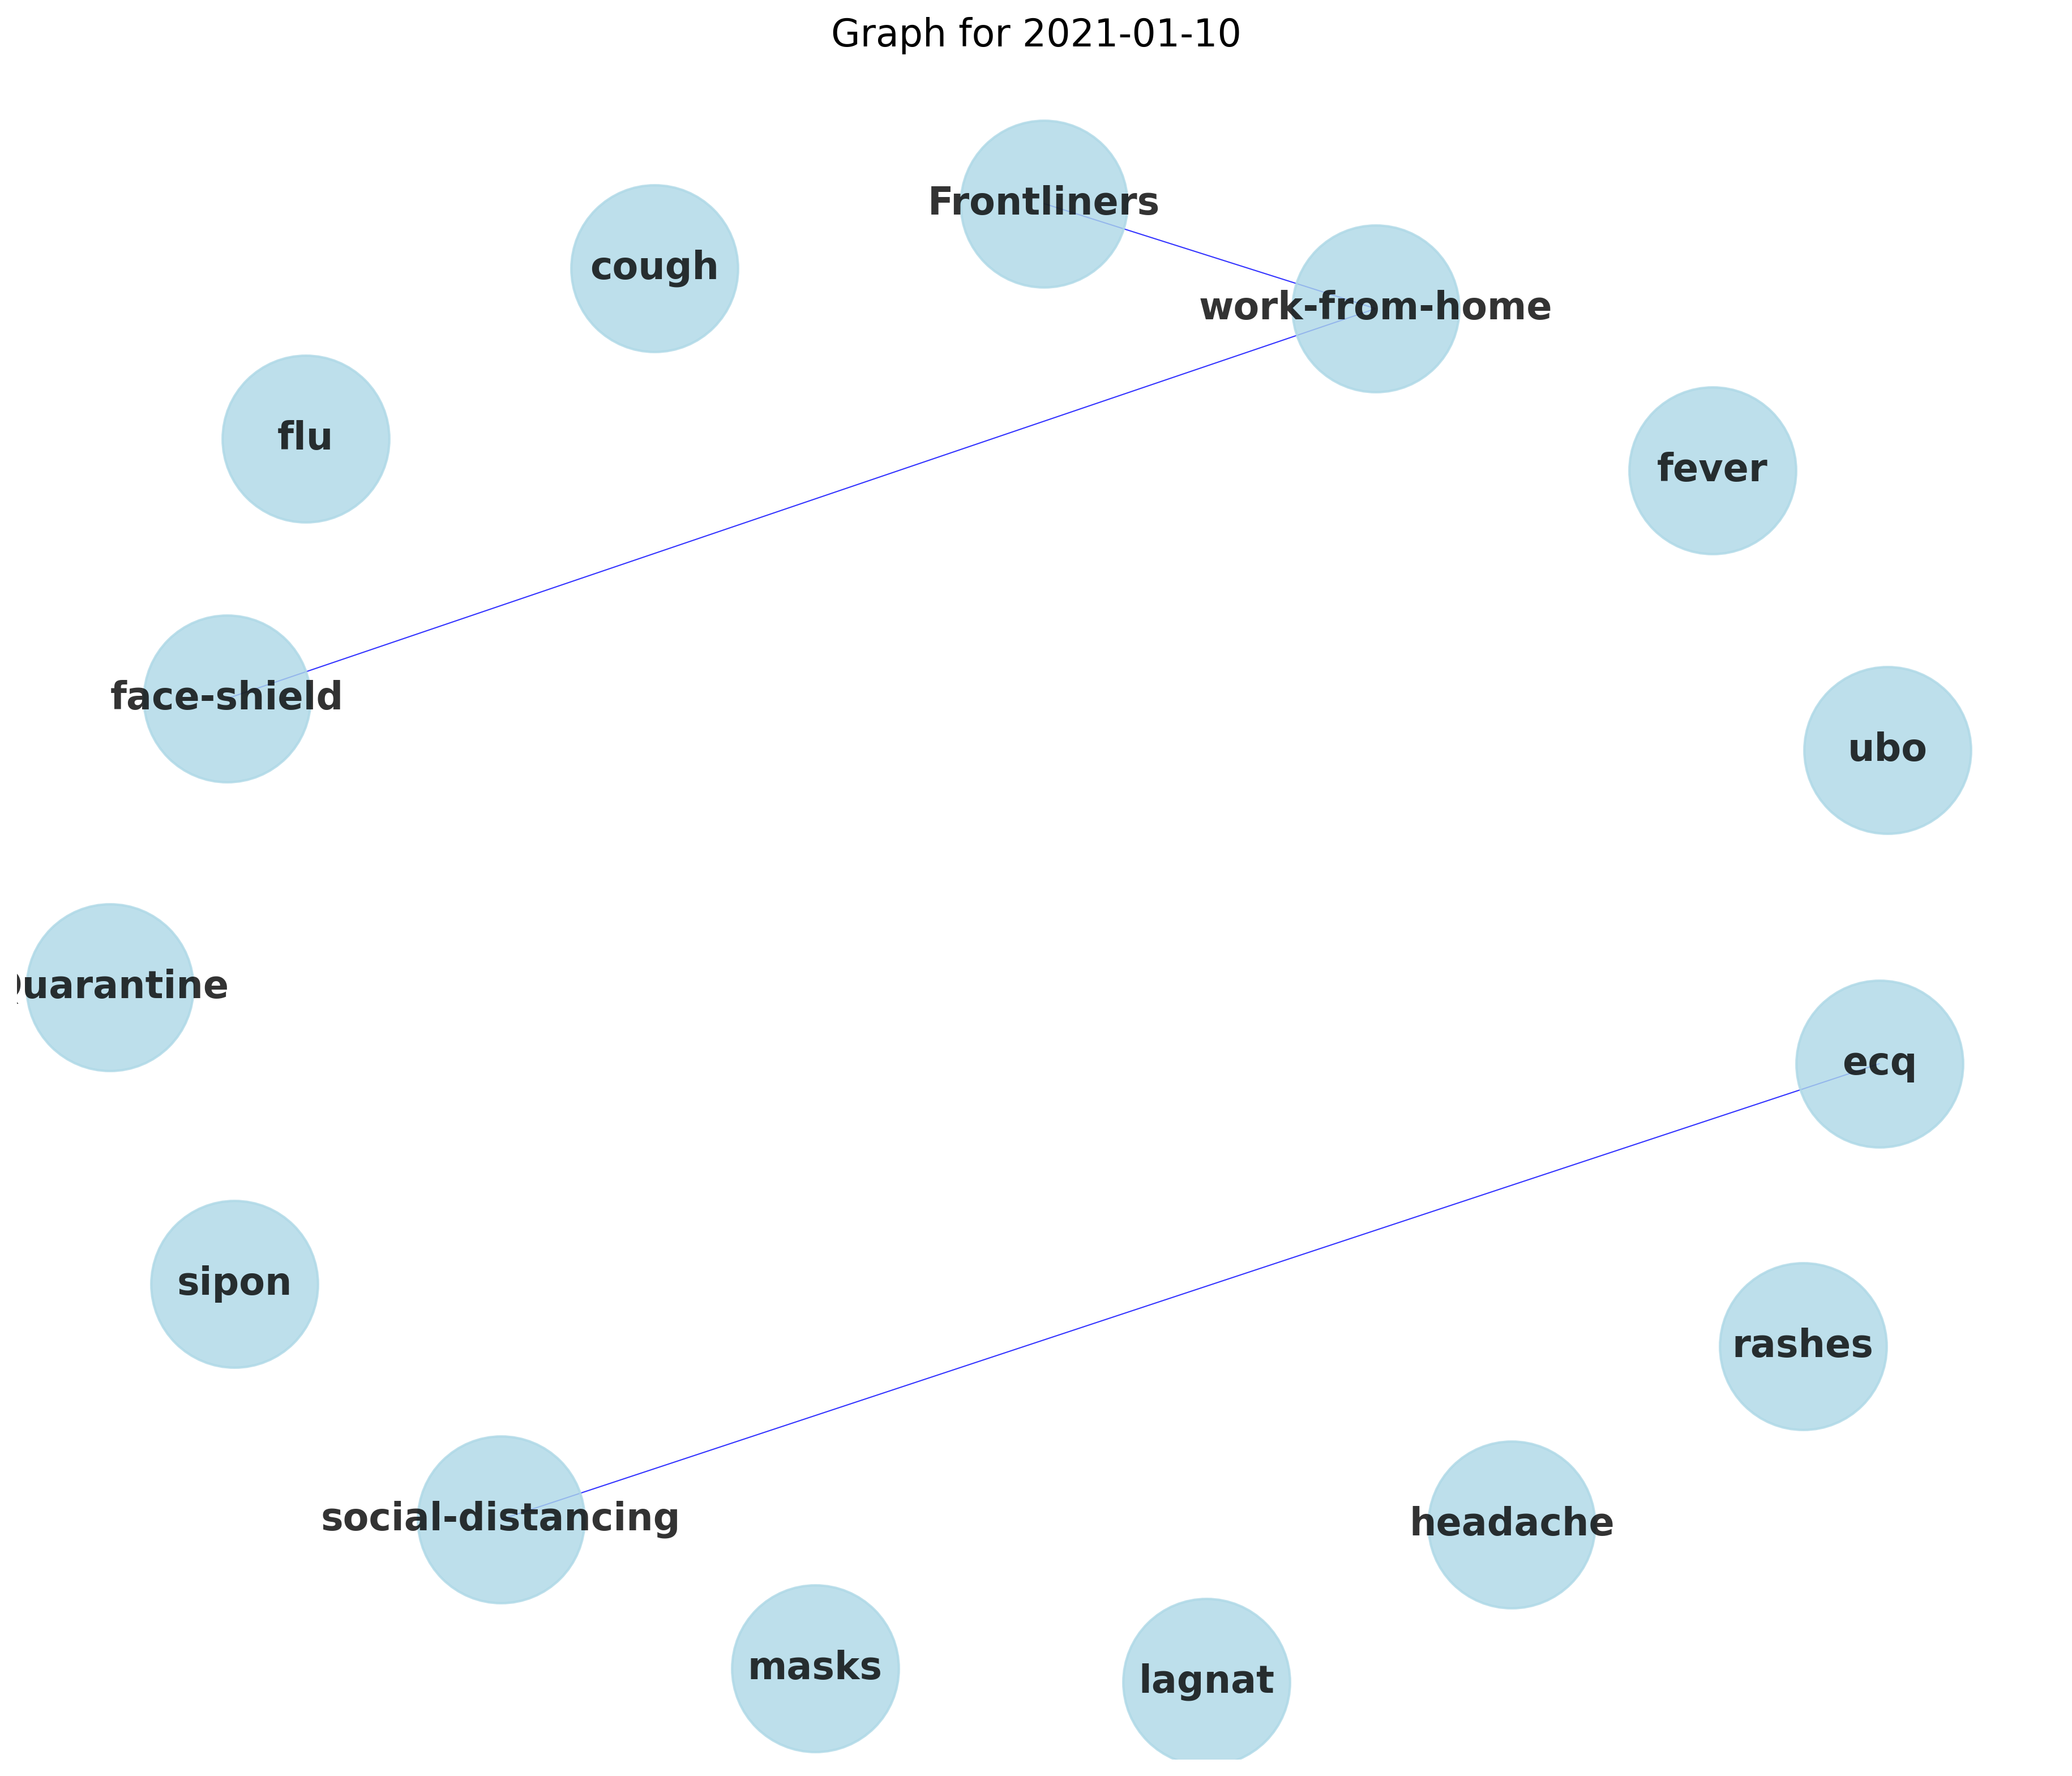 Graph for 2021-01-10
Frontliners
cough
work-from-home
flu
fever
face-shield
ubo
uarantine
ecq
sipon
rashes
social-distancing
headache
masks
lagnat